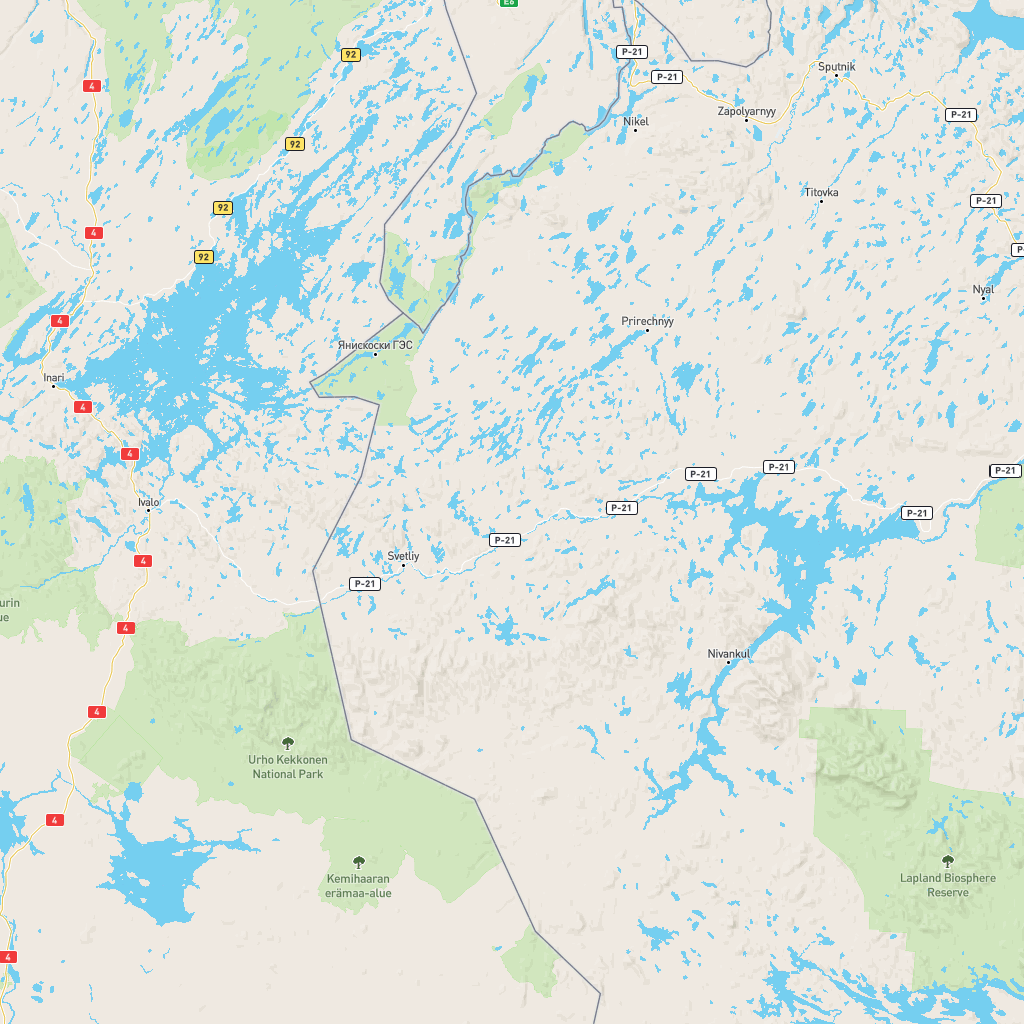 E6
92
P-21
Sputnik
P-21
4
Zapolyarnyy
P-21
Nikel
92
Titovka
P-21
92
4
P-
92
Nyal
4
Prirechnyy
Янискоски ГЭС
Inari
4
4
P-21
P-21
P-21
Ivalo
P-21
P-21
P-21
Svetliy
4
P-21
urin
ue
4
Nivankul
4
Urho Kekkonen
National Park
4
Kemihaaran
erämaa-alue
Lapland Biosphere
Reserve
4